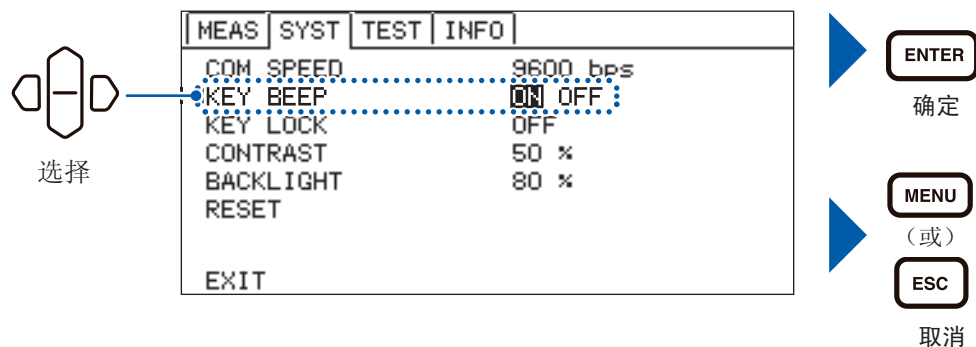 MEAS SYST TEST INFO
COM SPEED 9600 bps
KEY BEEP ON OFF
KEY LOCK OFF
CONTRAST 50 %
BACKLIGHT 80 %
RESET
EXIT
选择
ENTER
确定
MENU
（或）
ESC
取消